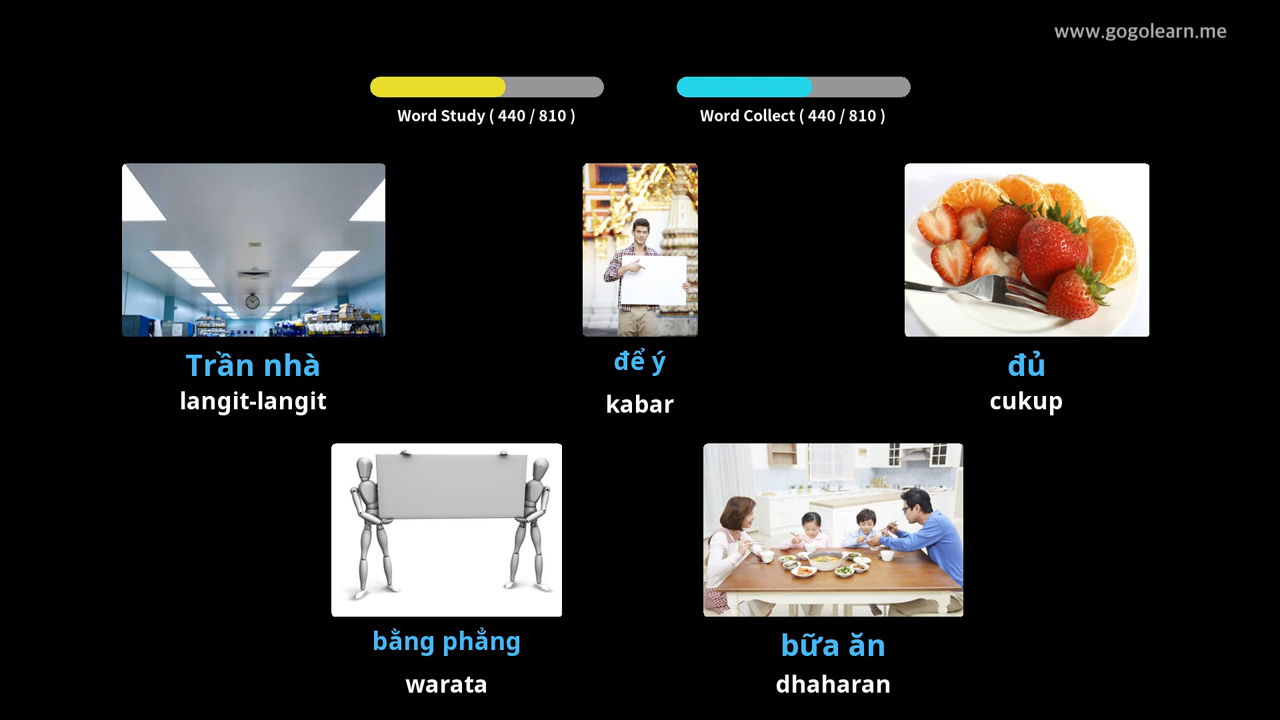 www.gogolearn.me
Word Study ( 440 / 810 )
Word Collect ( 440 / 810 )
Trần nhà
langit-langit
để ý
kabar
đủ
cukup
bằng phẳng
warata
bữa ăn
dhaharan